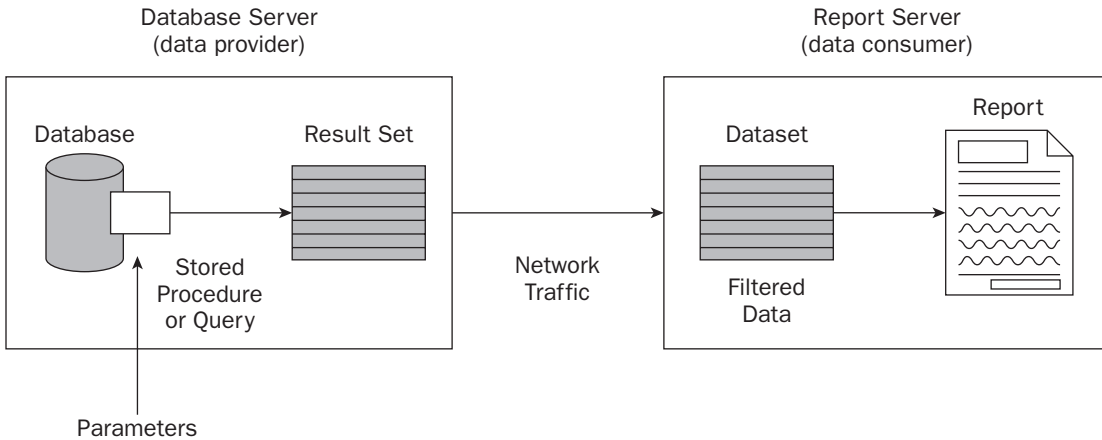 Database Server
(data provider)
Report Server
(data consumer)
Database
Result Set
Dataset
Report
Stored
Procedure
or Query
Network
Traffic
Filtered
Data
Parameters